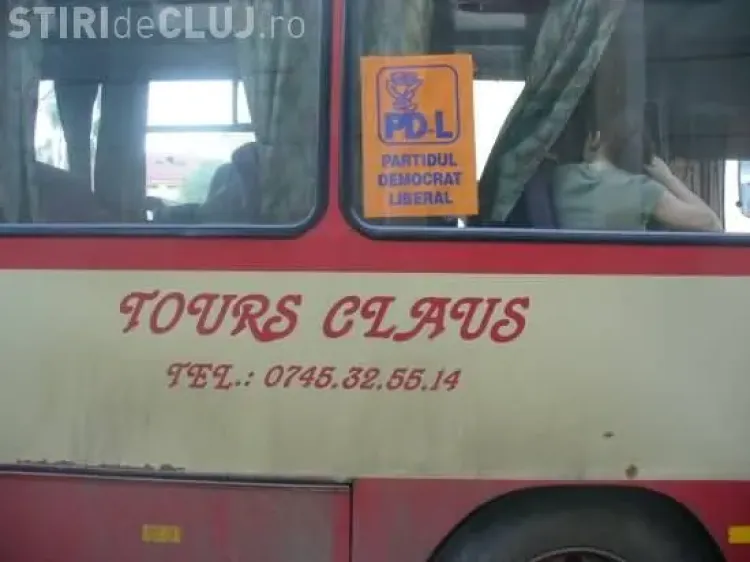 STIRIdeCLUJ.ro
PD-L
PARTIDUL
DEMOCRAT
LIBERAL
TOURS CLAUS
TEL.: 0745.32.55.14